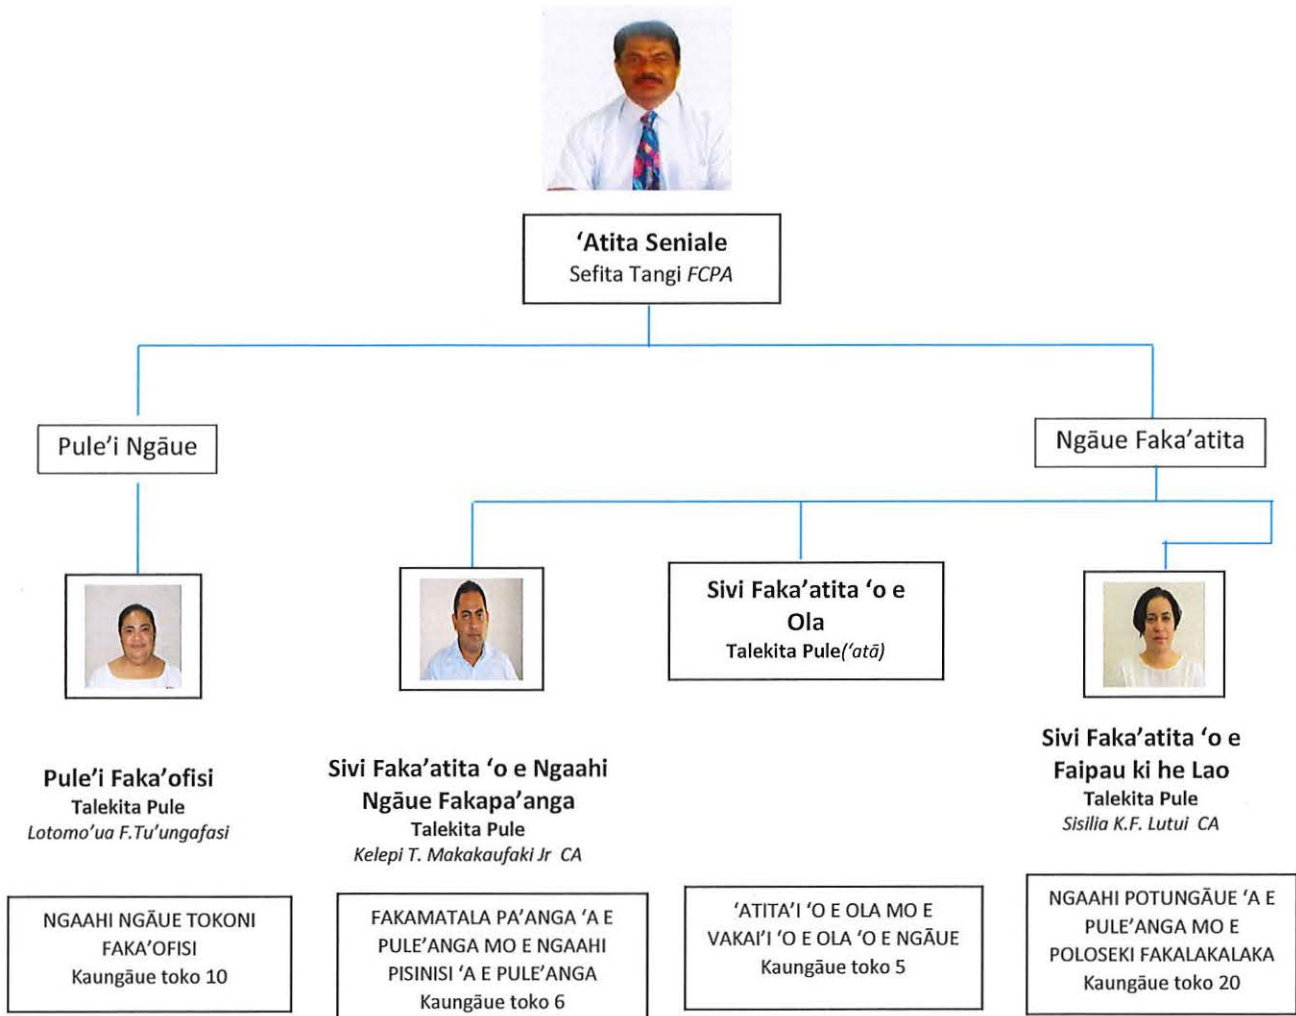 ‘Atita Seniale
Sefita Tangi FCPA
Pule’i Ngāue
Ngāue Faka’atita
Pule’i Faka’ofisi
Talekita Pule
Lotomo’ua F.Tu’ungafasi
Sivi Faka’atita ‘o e Ngaahi
Ngāue Fakapa’anga
Talekita Pule
Kelepi T. Makakaufaki Jr CA
Sivi Faka’atita ‘o e
Ola
Talekita Pule(‘atā)
Sivi Faka’atita ‘o e
Faipau ki he Lao
Talekita Pule
Sisilia K.F. Lutui CA
NGAAHI NGĀUE TOKONI
FAKA’OFISI
Kaungāue toko 10
FAKAMATALA PA’ANGA ‘A E
PULE’ANGA MO E NGAAHI
PISINISI ‘A E PULE’ANGA
Kaungāue toko 6
‘ATITA’I ‘O E OLA MO E
VAKAI’I ‘O E OLA ‘O E NGĀUE
Kaungāue toko 5
NGAAHI POTUNGĀUE ‘A E
PULE’ANGA MO E
POLOSEKI FAKALAKALAKA
Kaungāue toko 20